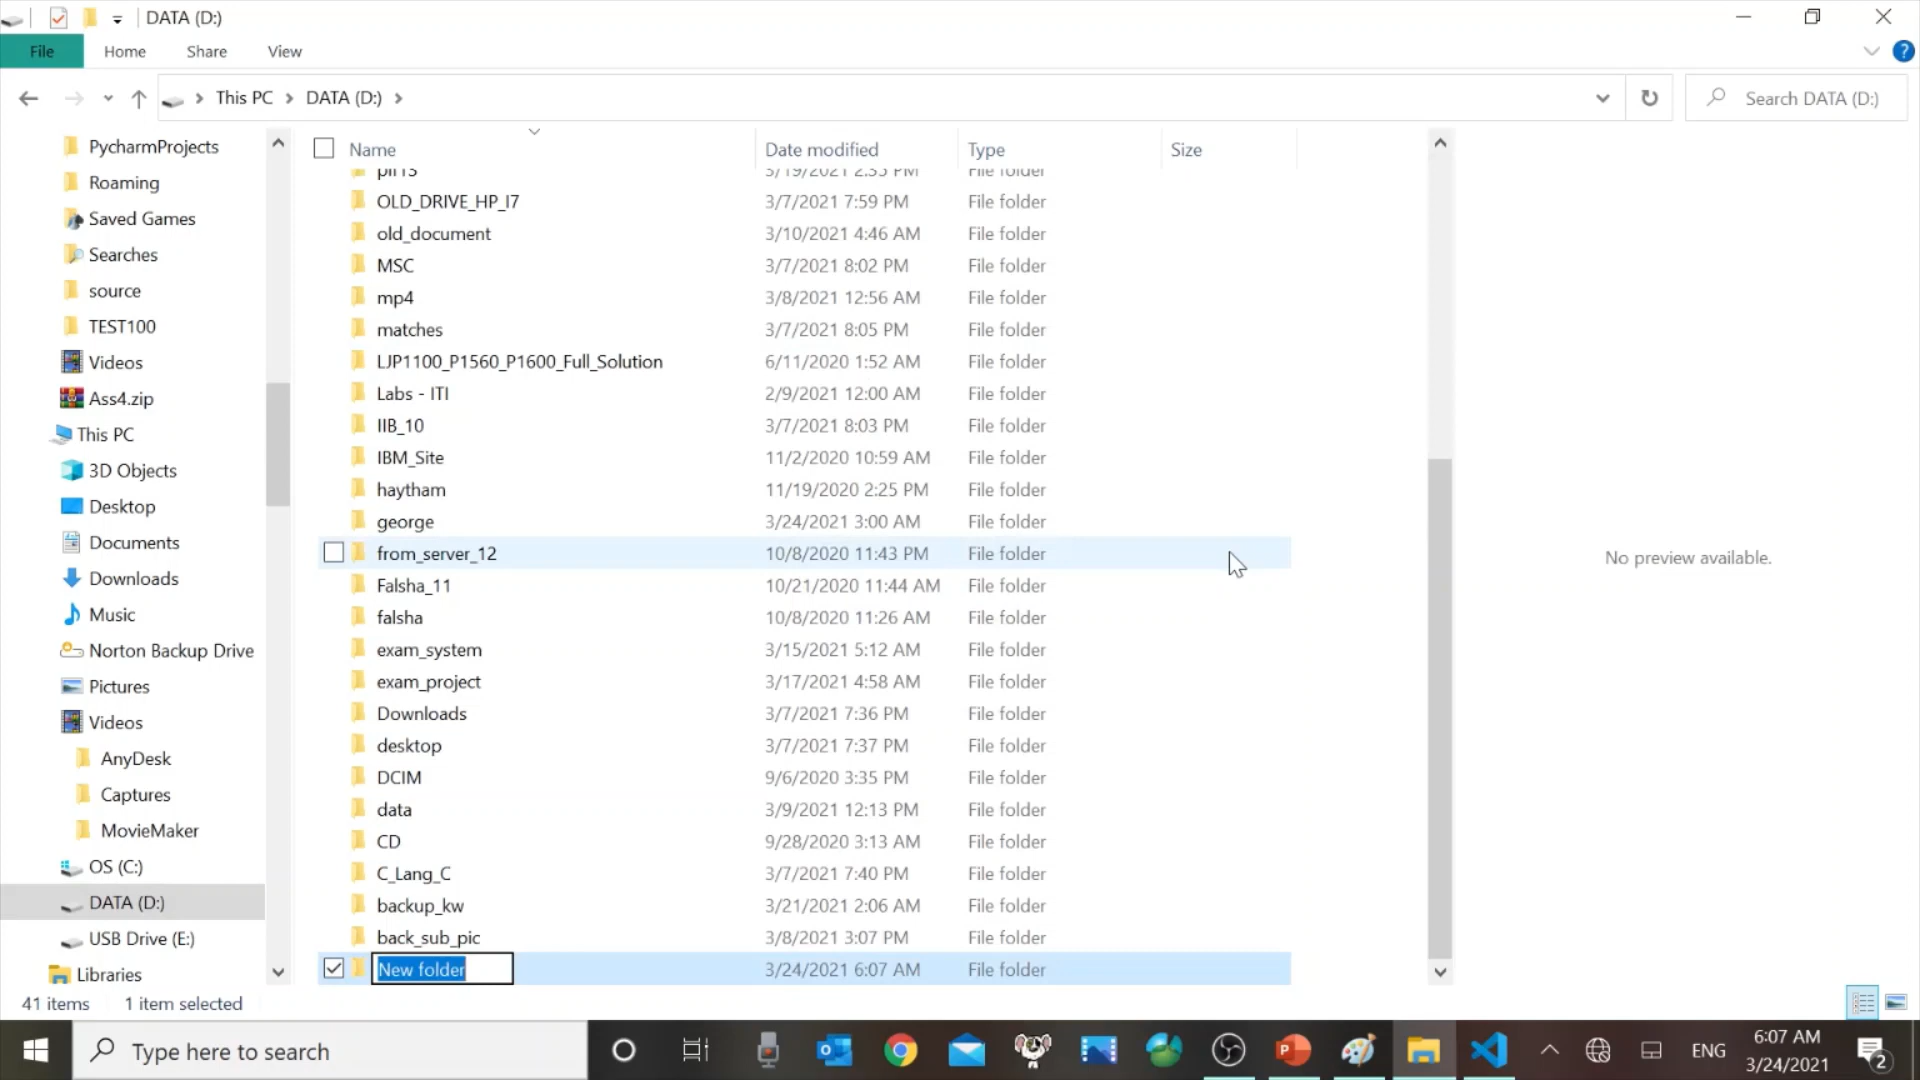 DATA (D:)
File Home Share View
This PC DATA (D:)
Search DATA (D:)
PycharmProjects
Roaming
Saved Games
Searches
source
TEST100
Videos
Ass4.zip
This PC
3D Objects
Desktop
Documents
Downloads
Music
Norton Backup Drive
Pictures
Videos
AnyDesk
Captures
MovieMaker
OS (C:)
DATA (D:)
USB Drive (E:)
Libraries
Name Date modified Type Size
3/19/2021 2:35 PM File folder
OLD_DRIVE_HP_I7 3/7/2021 7:59 PM File folder
old_document 3/10/2021 4:46 AM File folder
MSC 3/7/2021 8:02 PM File folder
mp4 3/8/2021 12:56 AM File folder
matches 3/7/2021 8:05 PM File folder
LJP1100_P1560_P1600_Full_Solution 6/11/2020 1:52 AM File folder
Labs - ITI 2/9/2021 12:00 AM File folder
IIB_10 3/7/2021 8:03 PM File folder
IBM_Site 11/2/2020 10:59 AM File folder
haytham 11/19/2020 2:25 PM File folder
george 3/24/2021 3:00 AM File folder
from_server_12 10/8/2020 11:43 PM File folder
Falsha_11 10/21/2020 11:44 AM File folder
falsha 10/8/2020 11:26 AM File folder
exam_system 3/15/2021 5:12 AM File folder
exam_project 3/17/2021 4:58 AM File folder
Downloads 3/7/2021 7:36 PM File folder
desktop 3/7/2021 7:37 PM File folder
DCIM 9/6/2020 3:35 PM File folder
data 3/9/2021 12:13 PM File folder
CD 9/28/2020 3:13 AM File folder
C_Lang_C 3/7/2021 7:40 PM File folder
backup_kw 3/21/2021 2:06 AM File folder
back_sub_pic 3/8/2021 3:07 PM File folder
New folder 3/24/2021 6:07 AM File folder
No preview available.
41 items 1 item selected
Type here to search
ENG
6:07 AM
3/24/2021
2